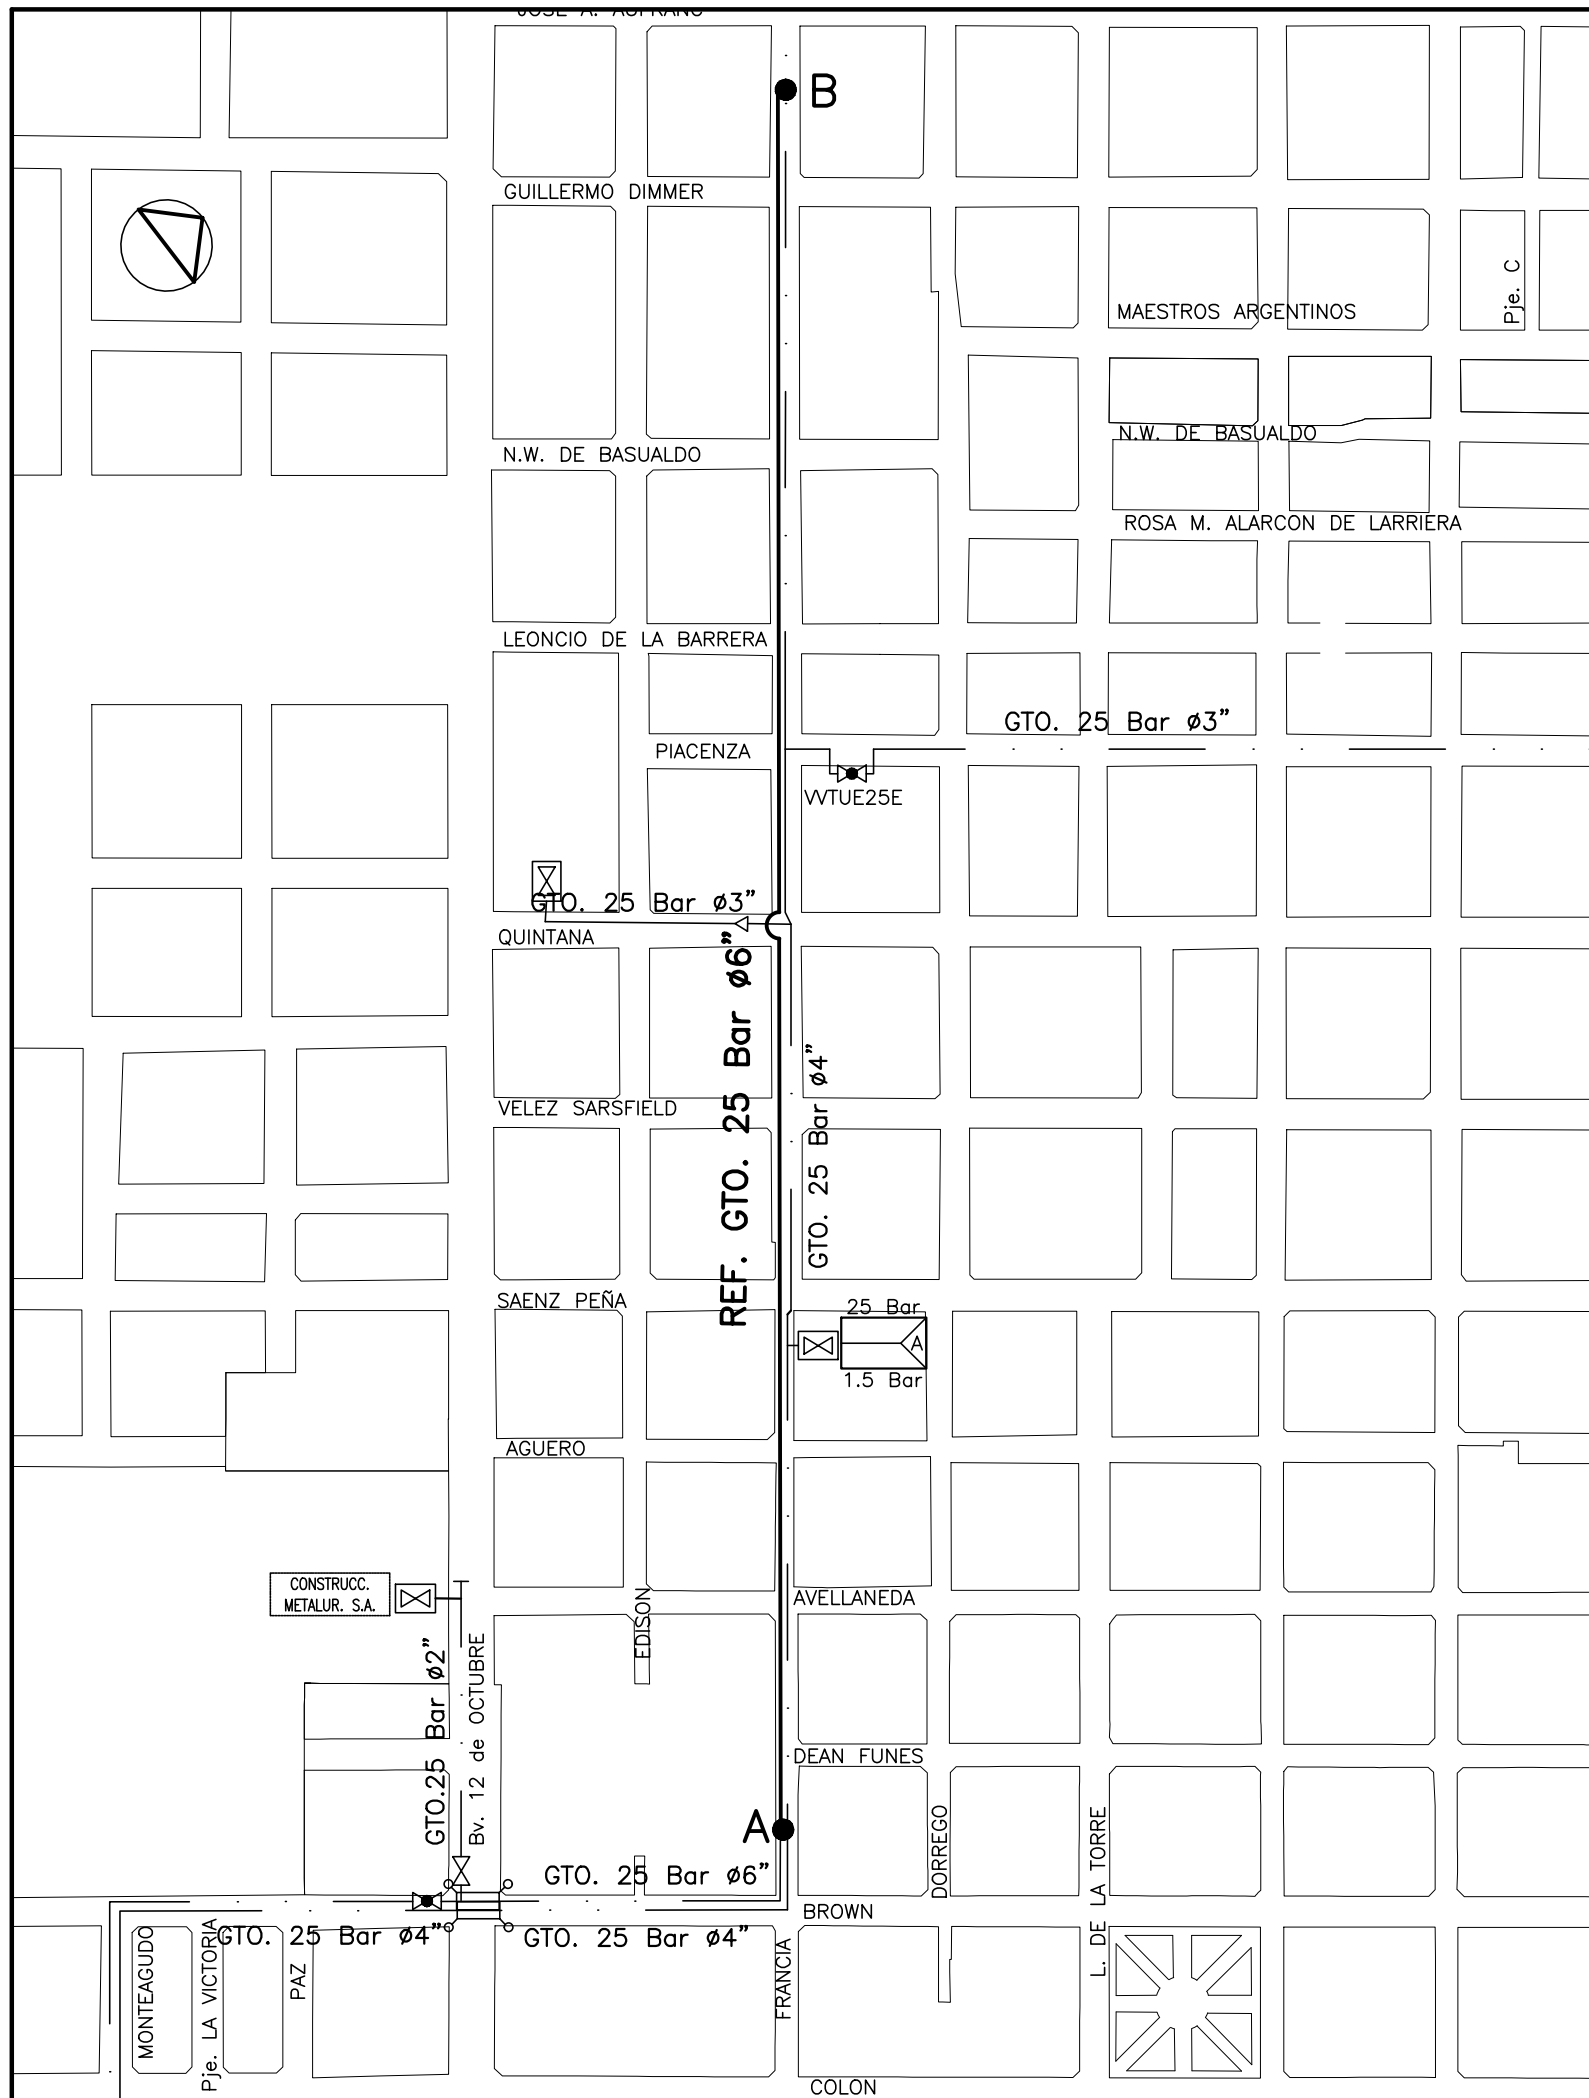 B
GUILLERMO DIMMER
Pje. C
MAESTROS ARGENTINOS
N.W. DE BASUALDO
N.W. DE BASUALDO
ROSA M. ALARCON DE LARRIERA
LEONCIO DE LA BARRERA
GTO. 25 Bar ø3”
PIACENZA
VVTUE25E
GTO. 25 Bar ø3”
QUINTANA
REF. GTO. 25 Bar ø6”
GTO. 25 Bar ø4”
VELEZ SARSFIELD
SAENZ PEÑA
25 Bar
A
1.5 Bar
AGUERO
CONSTRUCC.
METALUR. S.A.
EDISON
AVELLANEDA
GTO.25 Bar ø2”
Bv. 12 de OCTUBRE
DEAN FUNES
A
DORREGO
L. DE LA TORRE
GTO. 25 Bar ø6”
BROWN
GTO. 25 Bar ø4”
GTO. 25 Bar ø4”
MONTEAGUDO
Pje. LA VICTORIA
PAZ
FRANCIA
COLON